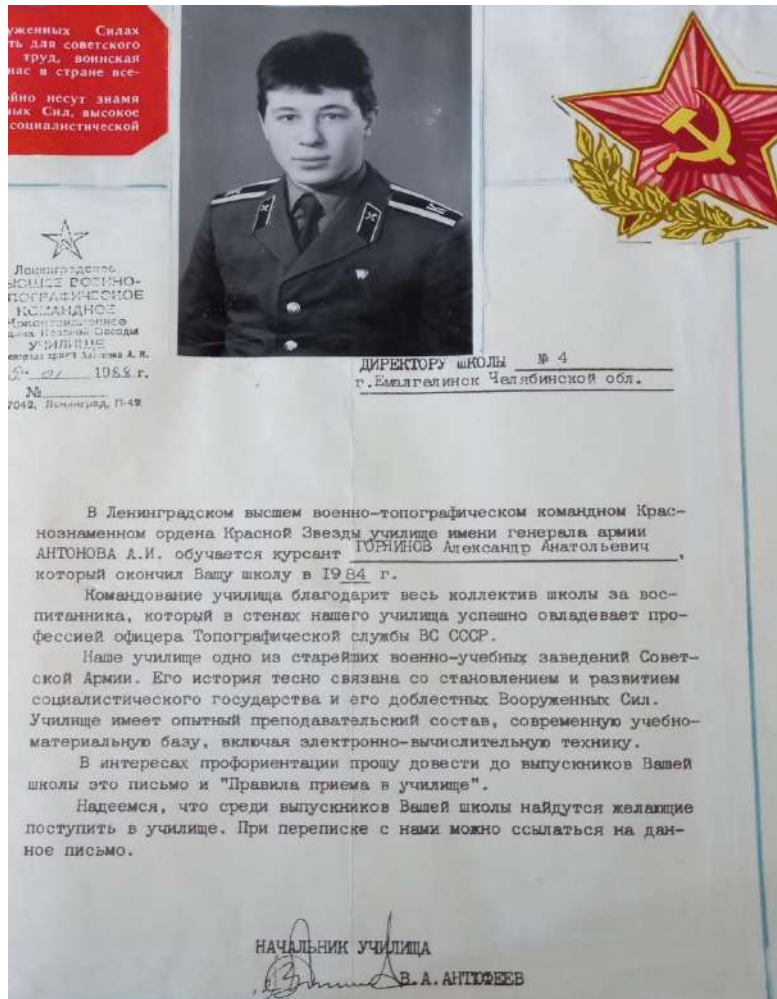 уженных Силах
ть для советского
труд, воинская
нас в стране все-
йно несут знамя
ных Сил, высокое
социалистической
Ленинградское
ВЫСШЕЕ ВОЕННО-
ТОПОГРАФИЧЕСКОЕ
КОМАНДНОЕ
Краснознаменное
ордена Красной Звезды
УЧИЛИЩЕ
Антонова А. И.
1988 г.
№
7042, Ленинград, П-42
ДИРЕКТОРУ ШКОЛЫ № 4
г.Емалгалинск Челябинской обл.
В Ленинградском высшем военно-топографическом командном Крас-
нознаменном ордена Красной Звезды училище имени генерала армии
АНТОНОВА А.И. обучается курсант Александр Анатольевич,
который окончил Вашу школу в 1984 г.
Командование училища благодарит весь коллектив школы за вос-
питанника, который в стенах нашего училища успешно овладевает про-
фессией офицера Топографической службы ВС СССР.
Наше училище одно из старейших военно-учебных заведений Совет-
ской Армии. Его история тесно связана со становлением и развитием
социалистического государства и его доблестных Вооруженных Сил.
Училище имеет опытный преподавательский состав, современную учебно-
материальную базу, включая электронно-вычислительную технику.
В интересах профориентации прошу довести до выпускников Вашей
школы это письмо и "Правила приема в училище".
Надеемся, что среди выпускников Вашей школы найдутся желающие
поступить в училище. При переписке с нами можно ссылаться на дан-
ное письмо.
НАЧАЛЬНИК УЧИЛИЩА
В.А.АНТОФЕЕВ